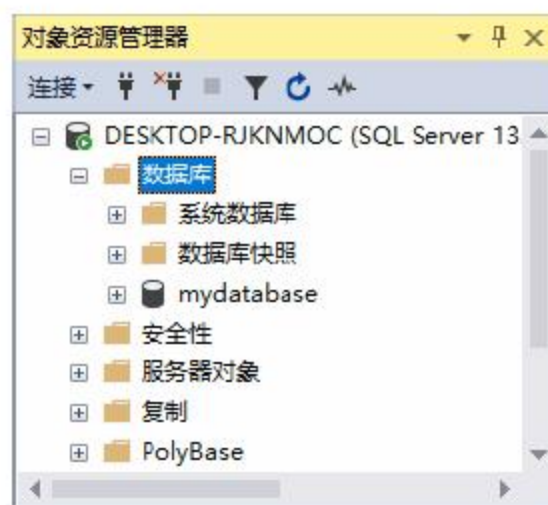 对象资源管理器
连接
DESKTOP-RJKNMOC (SQL Server 13
数据库
系统数据库
数据库快照
mydatabase
安全性
服务器对象
复制
PolyBase